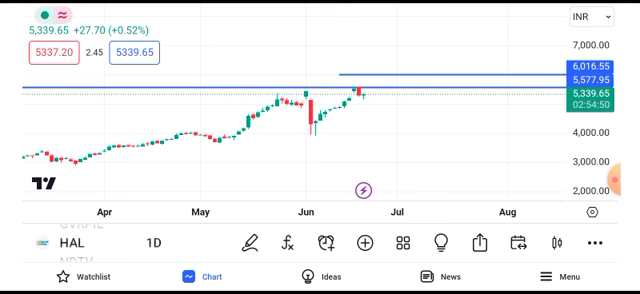 INR
5,339.65 +27.70 (+0.52%)
5337.20 2.45 5339.65
7,000.00
6,016.55
5,577.95
5,339.65
02:54:50
4,000.00
3,000.00
2,000.00
Apr May Jun Jul Aug
HAL 1D
NDTV
Watchlist Chart Ideas News Menu